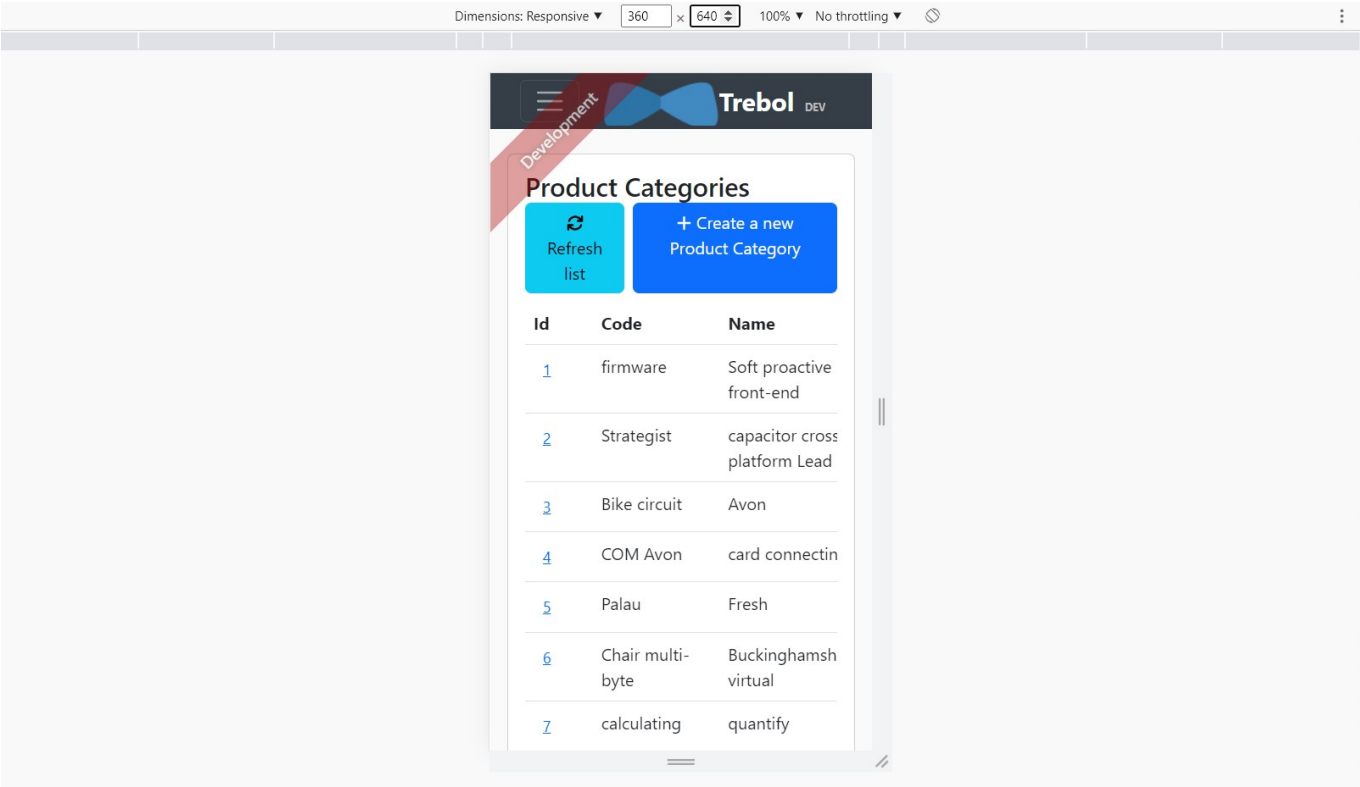 Dimensions: Responsive ▼ 360 × 640 100% ▼ No throttling ▼
Development
Trebol DEV
Product Categories
Refresh
list
+ Create a new
Product Category
Id Code Name
1 firmware Soft proactive
front-end
2 Strategist capacitor cross
platform Lead
3 Bike circuit Avon
4 COM Avon card connectin
5 Palau Fresh
6 Chair multi- Buckinghamsh
byte virtual
7 calculating quantify